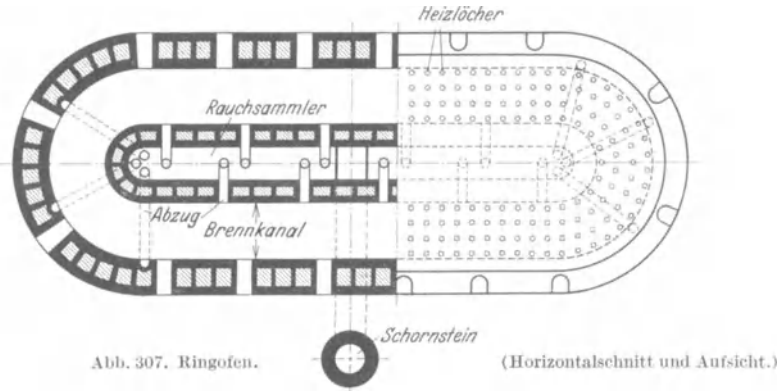 Heizlöcher
Rauchsammler
Abzug
Brennkanal
Schornstein
Abb. 307. Ringofen.
(Horizontalschnitt und Aufsicht.)